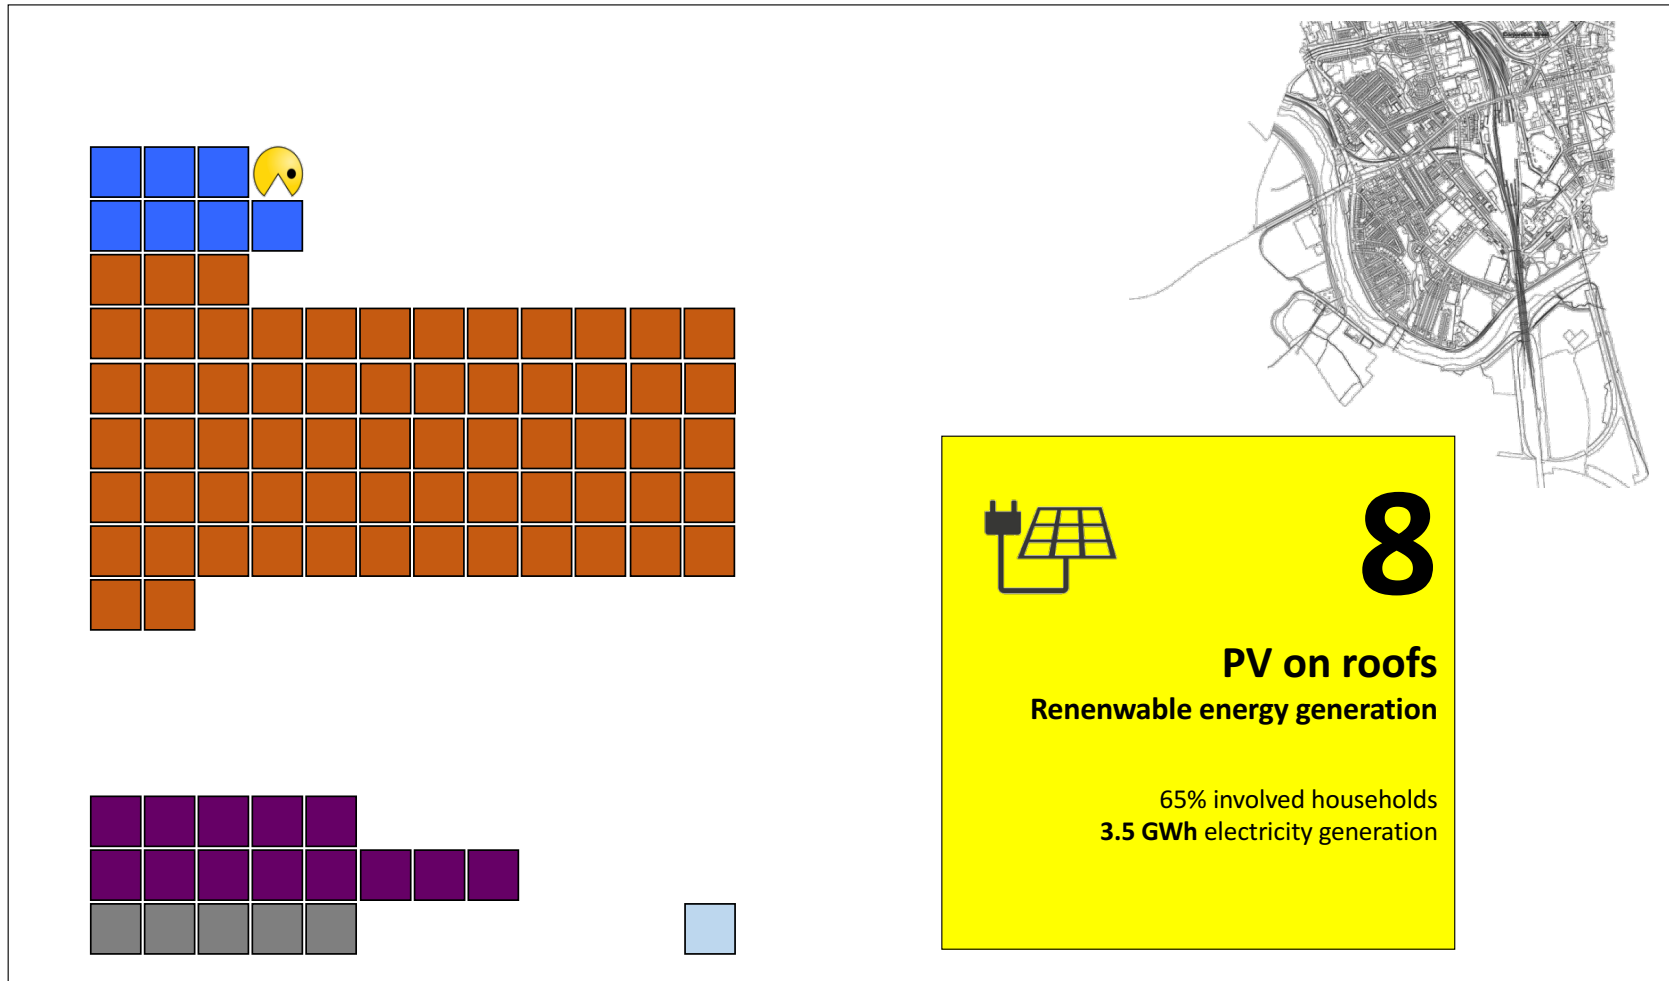 8
PV on roofs
Renenwable energy generation
65% involved households
3.5 GWh electricity generation